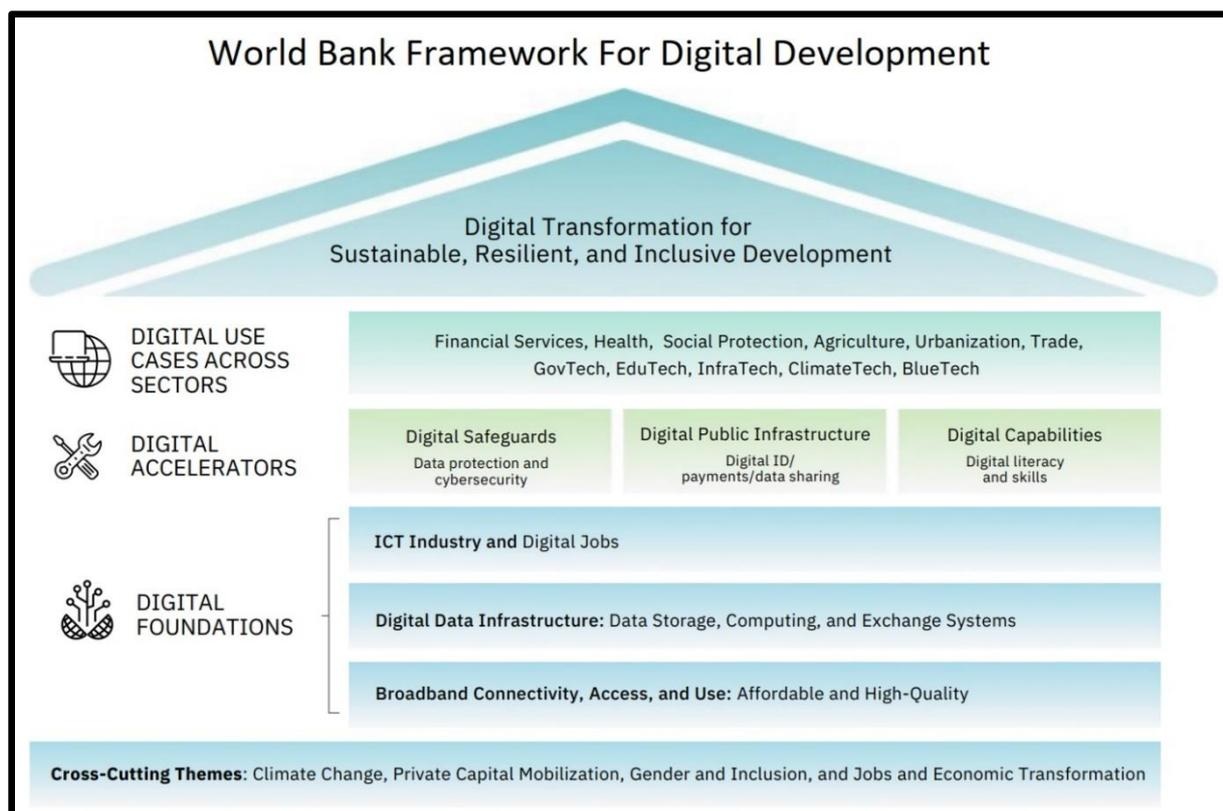 World Bank Framework For Digital Development
Digital Transformation for
Sustainable, Resilient, and Inclusive Development
DIGITAL USE
CASES ACROSS
SECTORS
Financial Services, Health, Social Protection, Agriculture, Urbanization, Trade,
GovTech, EduTech, InfraTech, ClimateTech, BlueTech
DIGITAL
ACCELERATORS
Digital Safeguards
Data protection and
cybersecurity
Digital Public Infrastructure
Digital ID/
payments/data sharing
Digital Capabilities
Digital literacy
and skills
DIGITAL
FOUNDATIONS
ICT Industry and Digital Jobs
Digital Data Infrastructure: Data Storage, Computing, and Exchange Systems
Broadband Connectivity, Access, and Use: Affordable and High-Quality
Cross-Cutting Themes: Climate Change, Private Capital Mobilization, Gender and Inclusion, and Jobs and Economic Transformation